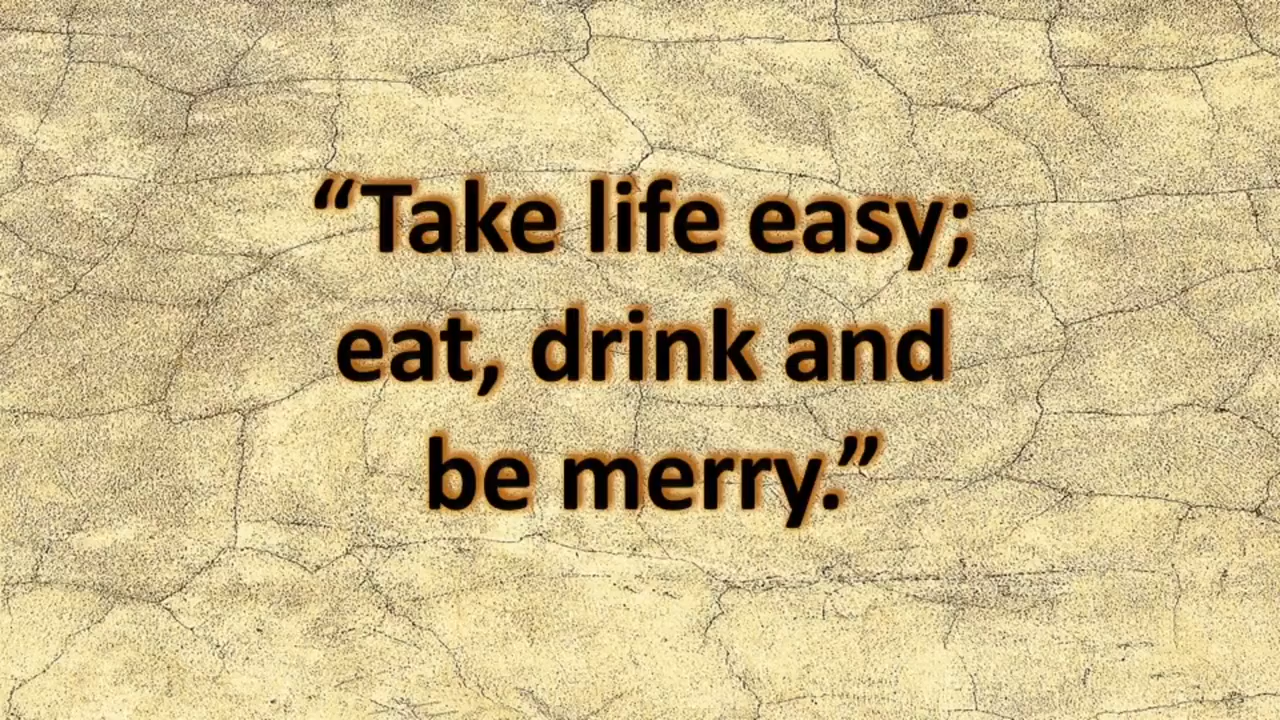 “Take life easy;
eat, drink and
be merry.”